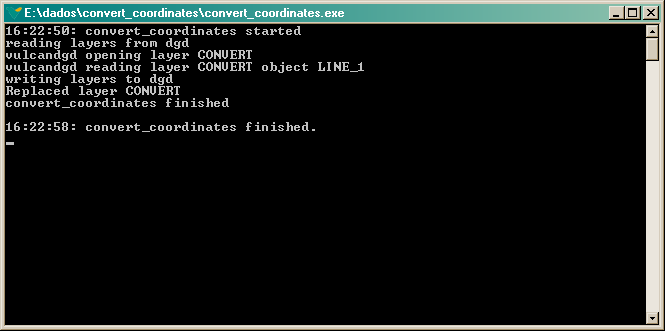 E:\dados\convert_coordinates\convert_coordinates.exe
16:22:50: convert_coordinates started
reading layers from dgd
vulcandgd opening layer CONVERT
vulcandgd reading layer CONVERT object LINE_1
writing layers to dgd
Replaced layer CONVERT
convert_coordinates finished
16:22:58: convert_coordinates finished.